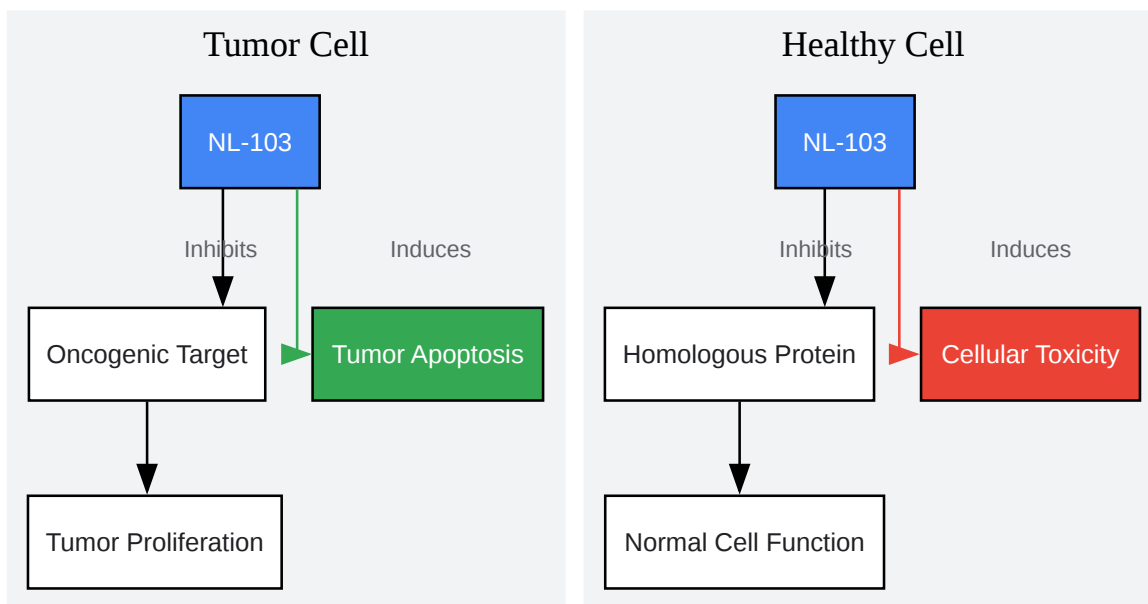 Tumor Cell
NL-103
Inhibits
Induces
Oncogenic Target
Tumor Apoptosis
Tumor Proliferation
Healthy Cell
NL-103
Inhibits
Induces
Homologous Protein
Cellular Toxicity
Normal Cell Function